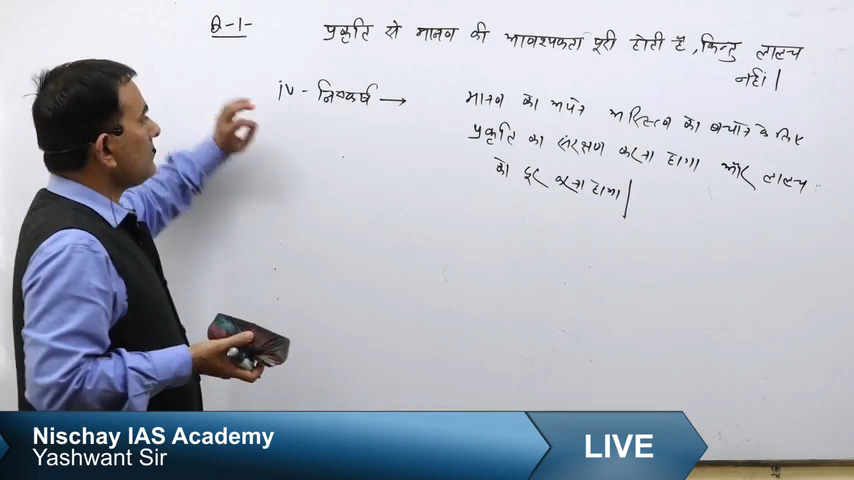 Q-1- प्रकृति से मानव की आवश्यकता पूरी होती है, किन्तु लालच
नहीं।
iv - निष्कर्ष → मानव को अपने अस्तित्व को बचाने के लिए
प्रकृति का संरक्षण करना होगा और लालच
को दूर करना होगा।
Nischay IAS Academy
Yashwant Sir
LIVE